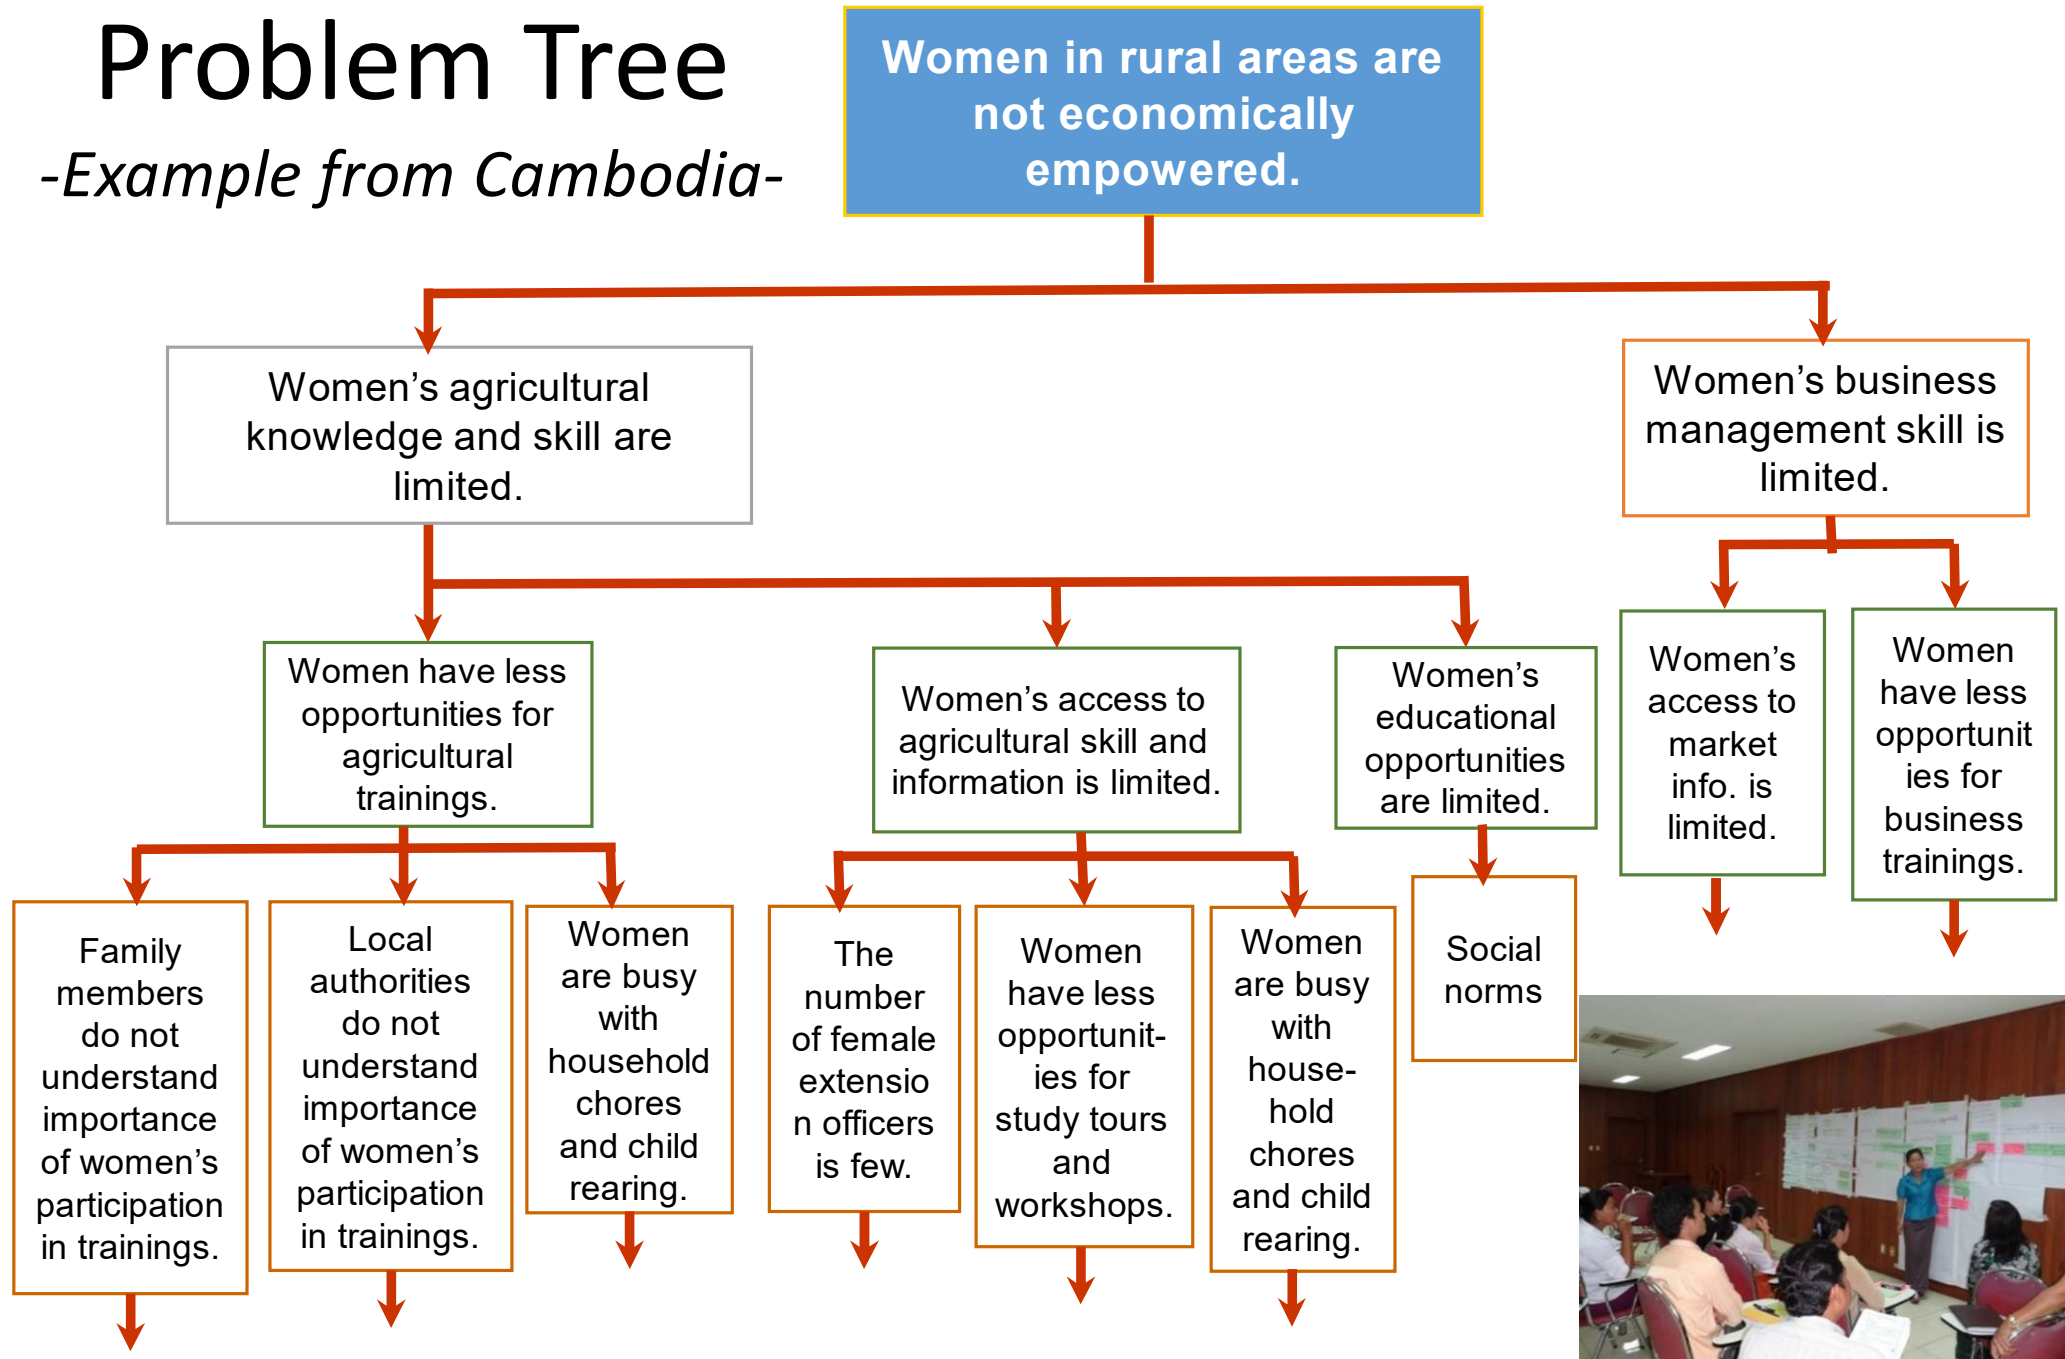 Problem Tree
-Example from Cambodia-
Women in rural areas are
not economically
empowered.
Women’s agricultural
knowledge and skill are
limited.
Women’s business
management skill is
limited.
Women have less
opportunities for
agricultural
trainings.
Women’s access to
agricultural skill and
information is limited.
Women’s
educational
opportunities
are limited.
Women’s
access to
market
info. is
limited.
Women
have less
opportunit
ies for
business
trainings.
Family
members
do not
understand
importance
of women’s
participation
in trainings.
Local
authorities
do not
understand
importance
of women’s
participation
in trainings.
Women
are busy
with
household
chores
and child
rearing.
The
number
of female
extensio
n officers
is few.
Women
have less
opportunit-
ies for
study tours
and
workshops.
Women
are busy
with
house-
hold
chores
and child
rearing.
Social
norms